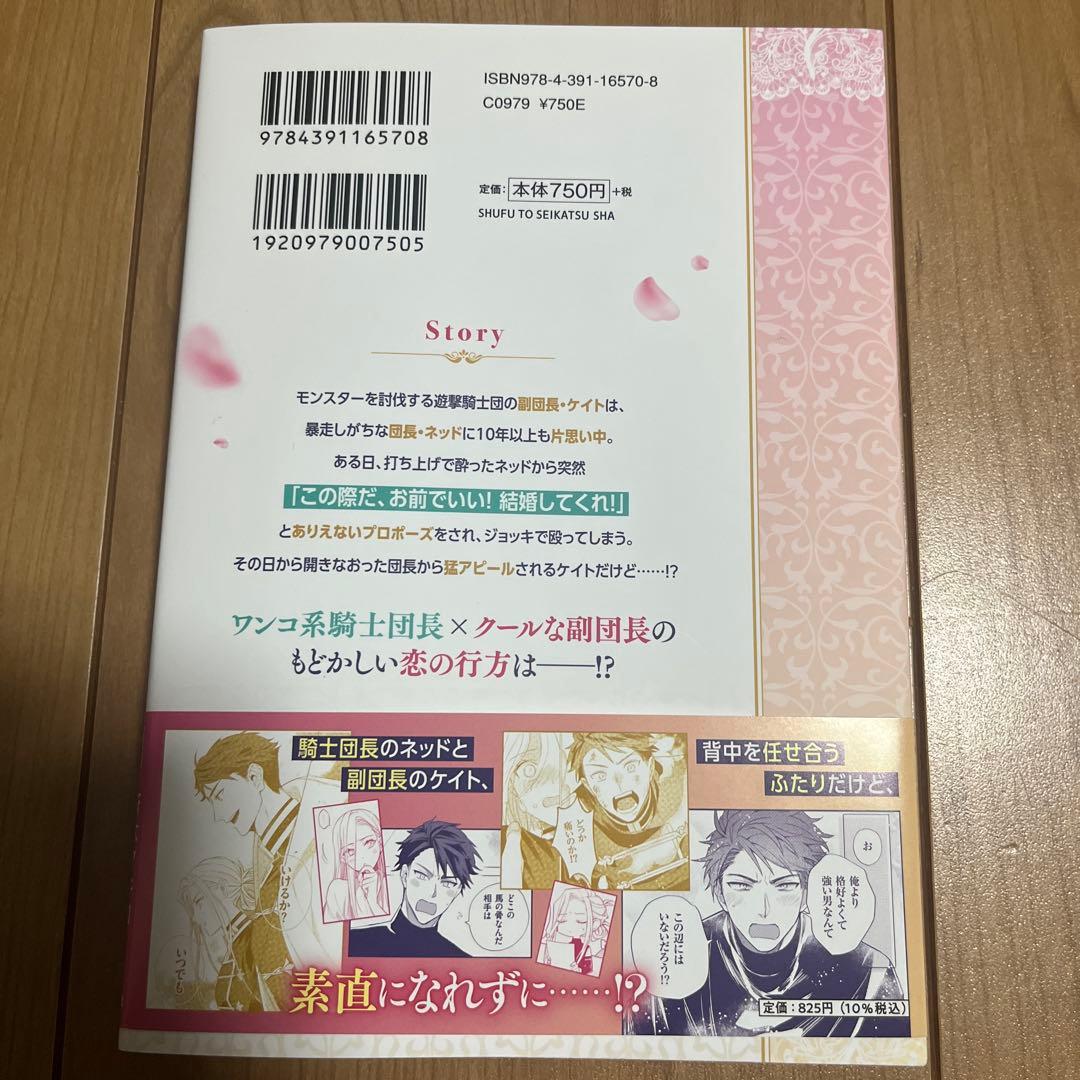 ISBN978-4-391-16570-8
C0979 ¥750E
9784391165708
定価：本体750円+税
SHUFU TO SEIKATSU SHA
1920979007505
Story
モンスターを討伐する遊撃騎士団の副団長・ケイトは、
暴走しがちな団長・ネッドに10年以上も片思い中。
ある日、打ち上げで酔ったネッドから突然
「この際だ、お前でいい! 結婚してくれ!」
とありえないプロポーズをされ、ジョッキで殴ってしまう。
その日から開きなおった団長から猛アピールされるケイトだけど……!?
ワンコ系騎士団長×クールな副団長の
もどかしい恋の行方は――!?
騎士団長のネッドと
副団長のケイト、
背中を任せ合う
ふたりだけど、
いけるか?
いつでも
どこの
馬の骨なんだ
相手は
どっか
痛いのか!?
お
俺より
格好よくて
強い男なんて
この辺には
いないだろう!?
素直になれずに……!?
定価：825円（10％税込）